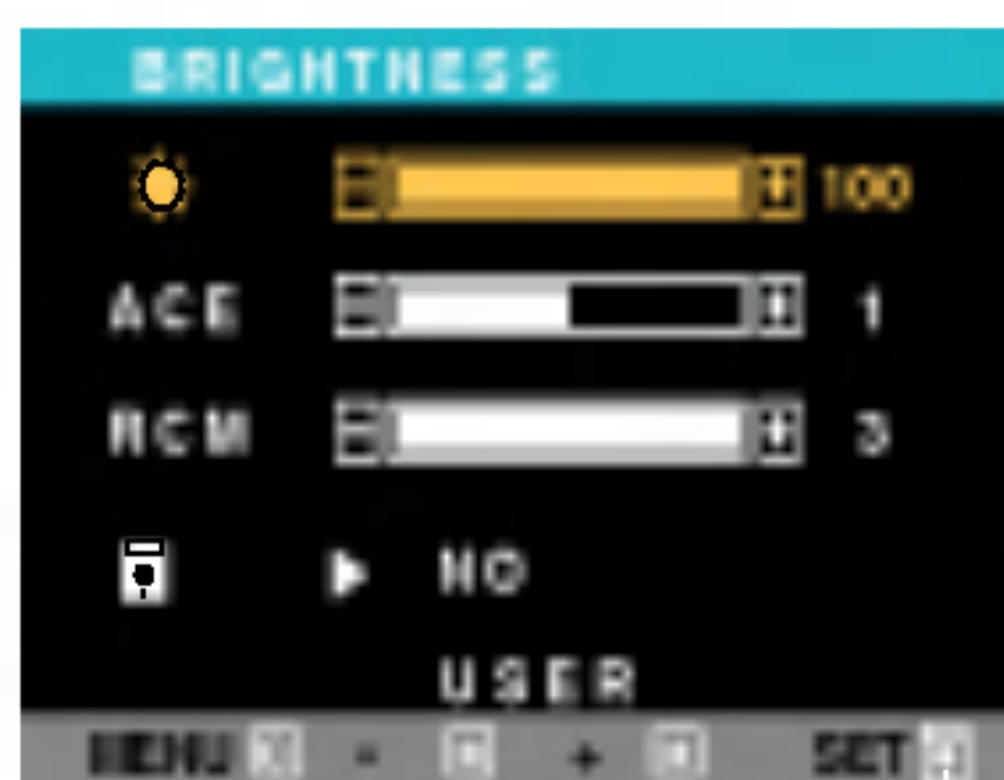 BRIGHTNESS
100
ACE 1
RCM 3
NO
USER
MENU - + SET